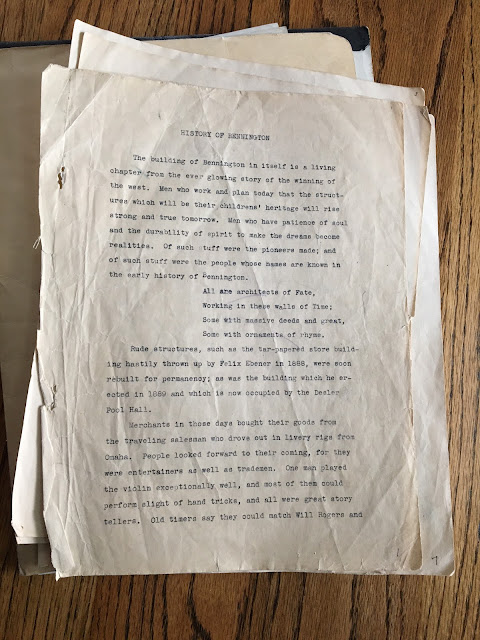 HISTORY OF BENNINGTON
The building of Bennington in itself is a living
chapter from the ever glowing story of the winning of
the west. Men who work and plan today that the struct-
ures which will be their childrens' heritage will rise
strong and true tomorrow. Men who have patience of soul
and the durability of spirit to make the dreams become
realities. Of such stuff were the pioneers made; and
of such stuff were the people whose names are known in
the early history of Bennington.
All are architects of Fate,
Working in these walls of Time;
Some with massive deeds and great,
Some with ornaments of rhyme.
Rude structures, such as the tar-papered store build-
ing hastily thrown up by Felix Ebener in 1888, were soon
rebuilt for permanency; as was the building which he er-
ected in 1889 and which is now occupied by the Desler
Pool Hall.
Merchants in those days bought their goods from
the traveling salesman who drove out in livery rigs from
Omaha. People looked forward to their coming, for they
were entertainers as well as tradesmen. One man played
the violin exceptionally well, and most of them could
perform slight of hand tricks, and all were great story
tellers. Old timers say they could match Will Rogers and
7